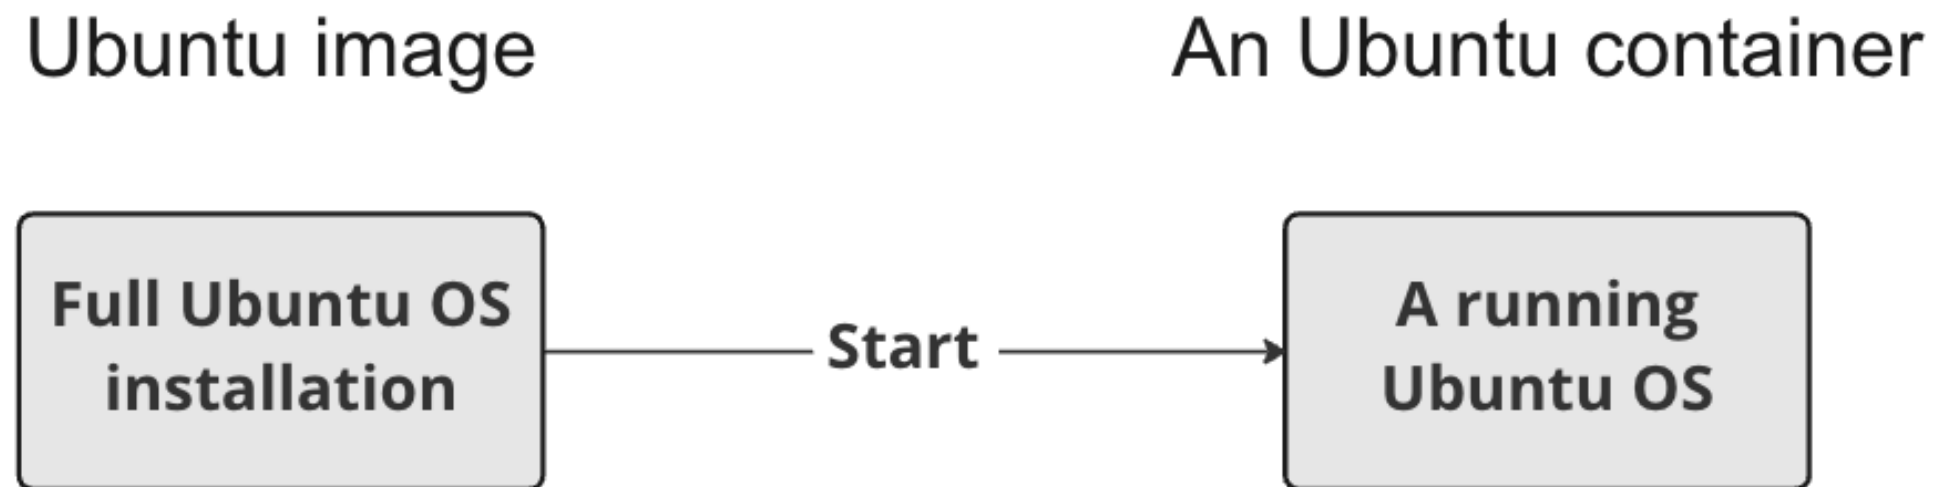 Ubuntu image
An Ubuntu container
Full Ubuntu OS
installation
Start
A running
Ubuntu OS